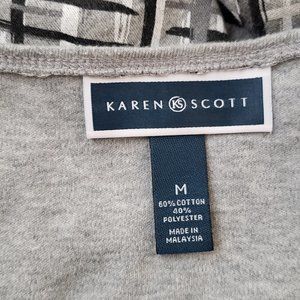 KAREN KS SCOTT
M
60% COTTON
40%
POLYESTER
MADE IN
MALAYSIA